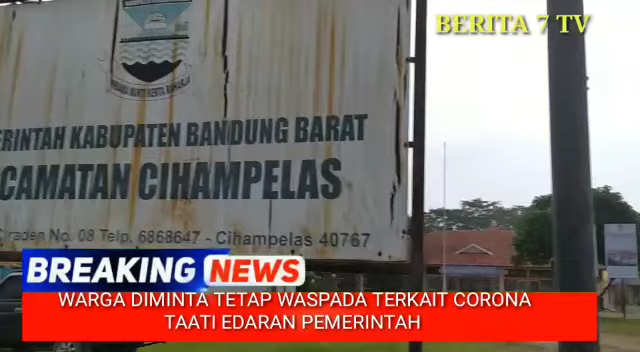 BERITA 7 TV
ERINTAH KABUPATEN BANDUNG BARAT
CAMATAN CIHAMPELAS
raden No. 08 Telp. 6868647 - Cihampelas 40767
BREAKING NEWS
WARGA DIMINTA TETAP WASPADA TERKAIT CORONA
TAATI EDARAN PEMERINTAH